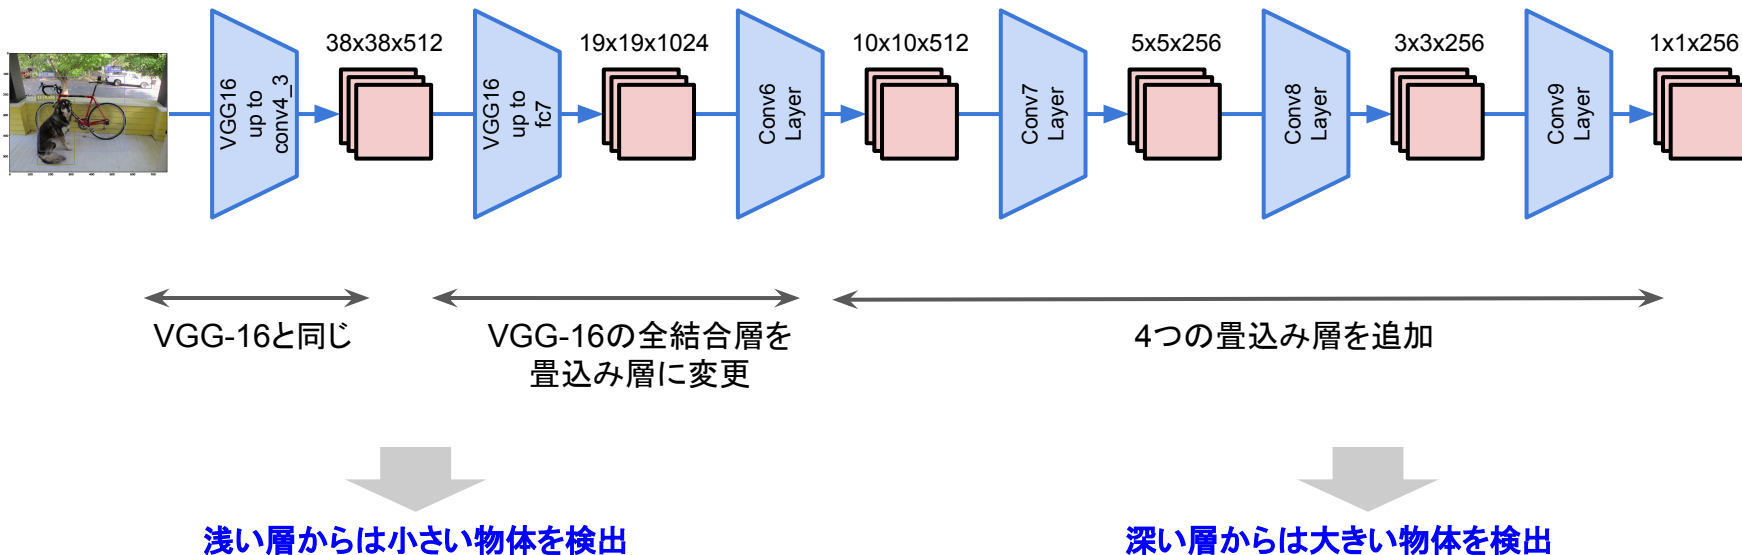 38x38x512
19x19x1024
10x10x512
5x5x256
3x3x256
1x1x256
VGG16
up to
conv4_3
VGG16
up to
fc7
Conv6
Layer
Conv7
Layer
Conv8
Layer
Conv9
Layer
VGG-16と同じ
VGG-16の全結合層を
畳込み層に変更
4つの畳込み層を追加
浅い層からは小さい物体を検出
深い層からは大きい物体を検出